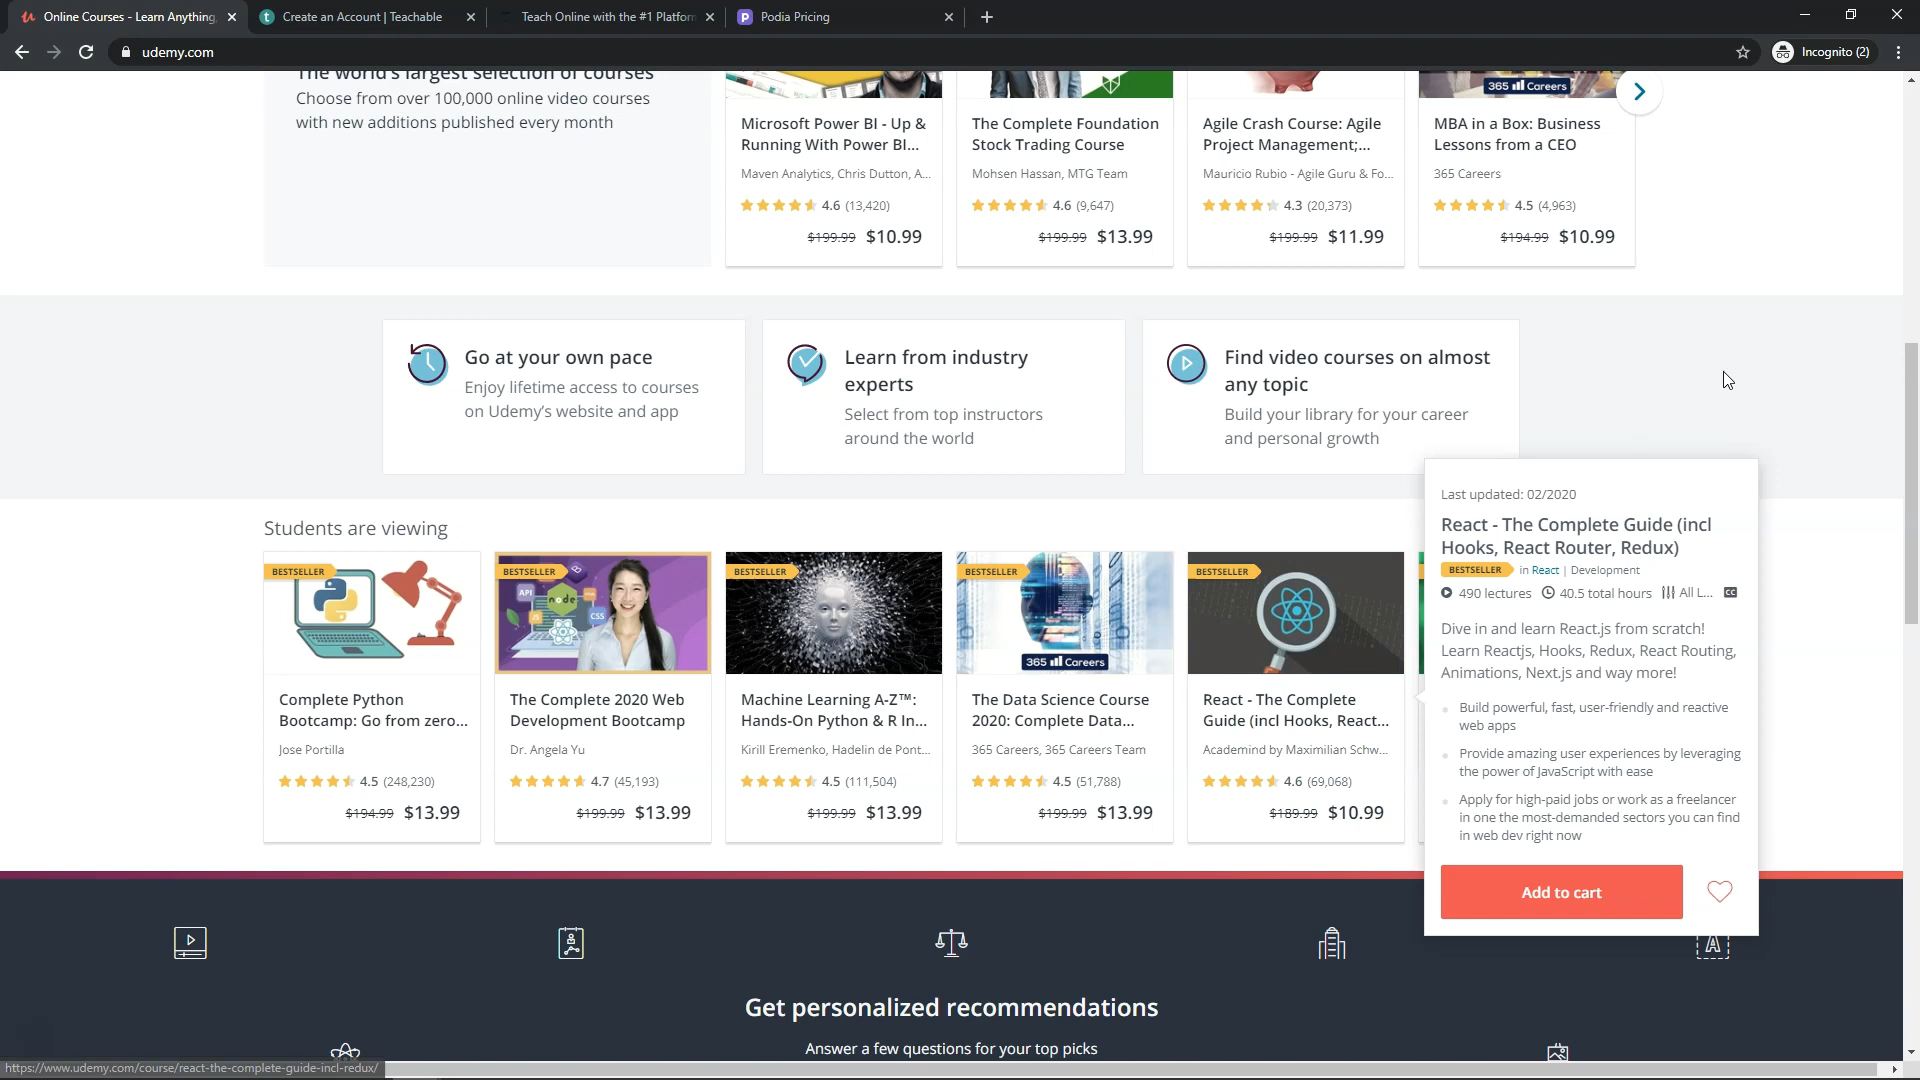 Online Courses - Learn Anything,
Create an Account | Teachable
Teach Online with the #1 Platform
Podia Pricing
udemy.com
Incognito (2)
The world's largest selection of courses
Choose from over 100,000 online video courses
with new additions published every month
365 Careers
Microsoft Power BI - Up &
Running With Power BI...
Maven Analytics, Chris Dutton, A...
4.6 (13,420)
$199.99 $10.99
The Complete Foundation
Stock Trading Course
Mohsen Hassan, MTG Team
4.6 (9,647)
$199.99 $13.99
Agile Crash Course: Agile
Project Management;...
Mauricio Rubio - Agile Guru & Fo...
4.3 (20,373)
$199.99 $11.99
MBA in a Box: Business
Lessons from a CEO
365 Careers
4.5 (4,963)
$194.99 $10.99
Go at your own pace
Enjoy lifetime access to courses
on Udemy's website and app
Learn from industry
experts
Select from top instructors
around the world
Find video courses on almost
any topic
Build your library for your career
and personal growth
Students are viewing
BESTSELLER
Complete Python
Bootcamp: Go from zero...
Jose Portilla
4.5 (248,230)
$194.99 $13.99
BESTSELLER
API
node
JS
CSS
The Complete 2020 Web
Development Bootcamp
Dr. Angela Yu
4.7 (45,193)
$199.99 $13.99
BESTSELLER
Machine Learning A-Z™:
Hands-On Python & R In...
Kirill Eremenko, Hadelin de Pont...
4.5 (111,504)
$199.99 $13.99
BESTSELLER
365 Careers
The Data Science Course
2020: Complete Data...
365 Careers, 365 Careers Team
4.5 (51,788)
$199.99 $13.99
BESTSELLER
React - The Complete
Guide (incl Hooks, React...
Academind by Maximilian Schw...
4.6 (69,068)
$189.99 $10.99
Last updated: 02/2020
React - The Complete Guide (incl
Hooks, React Router, Redux)
BESTSELLER in React | Development
490 lectures 40.5 total hours All L... CC
Dive in and learn React.js from scratch!
Learn Reactjs, Hooks, Redux, React Routing,
Animations, Next.js and way more!
Build powerful, fast, user-friendly and reactive
web apps
Provide amazing user experiences by leveraging
the power of JavaScript with ease
Apply for high-paid jobs or work as a freelancer
in one the most-demanded sectors you can find
in web dev right now
Add to cart
A
Get personalized recommendations
Answer a few questions for your top picks
https://www.udemy.com/course/react-the-complete-guide-incl-redux/